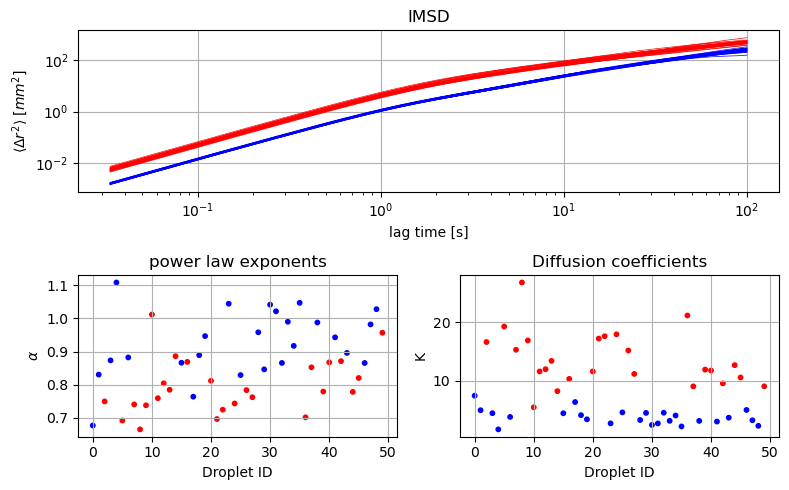 IMSD
⟨Δr²⟩ [mm²]
10²
10⁰
10⁻²
10⁻¹ 10⁰ 10¹ 10²
lag time [s]
power law exponents
α
1.1
1.0
0.9
0.8
0.7
0 10 20 30 40 50
Droplet ID
Diffusion coefficients
K
20
10
0 10 20 30 40 50
Droplet ID